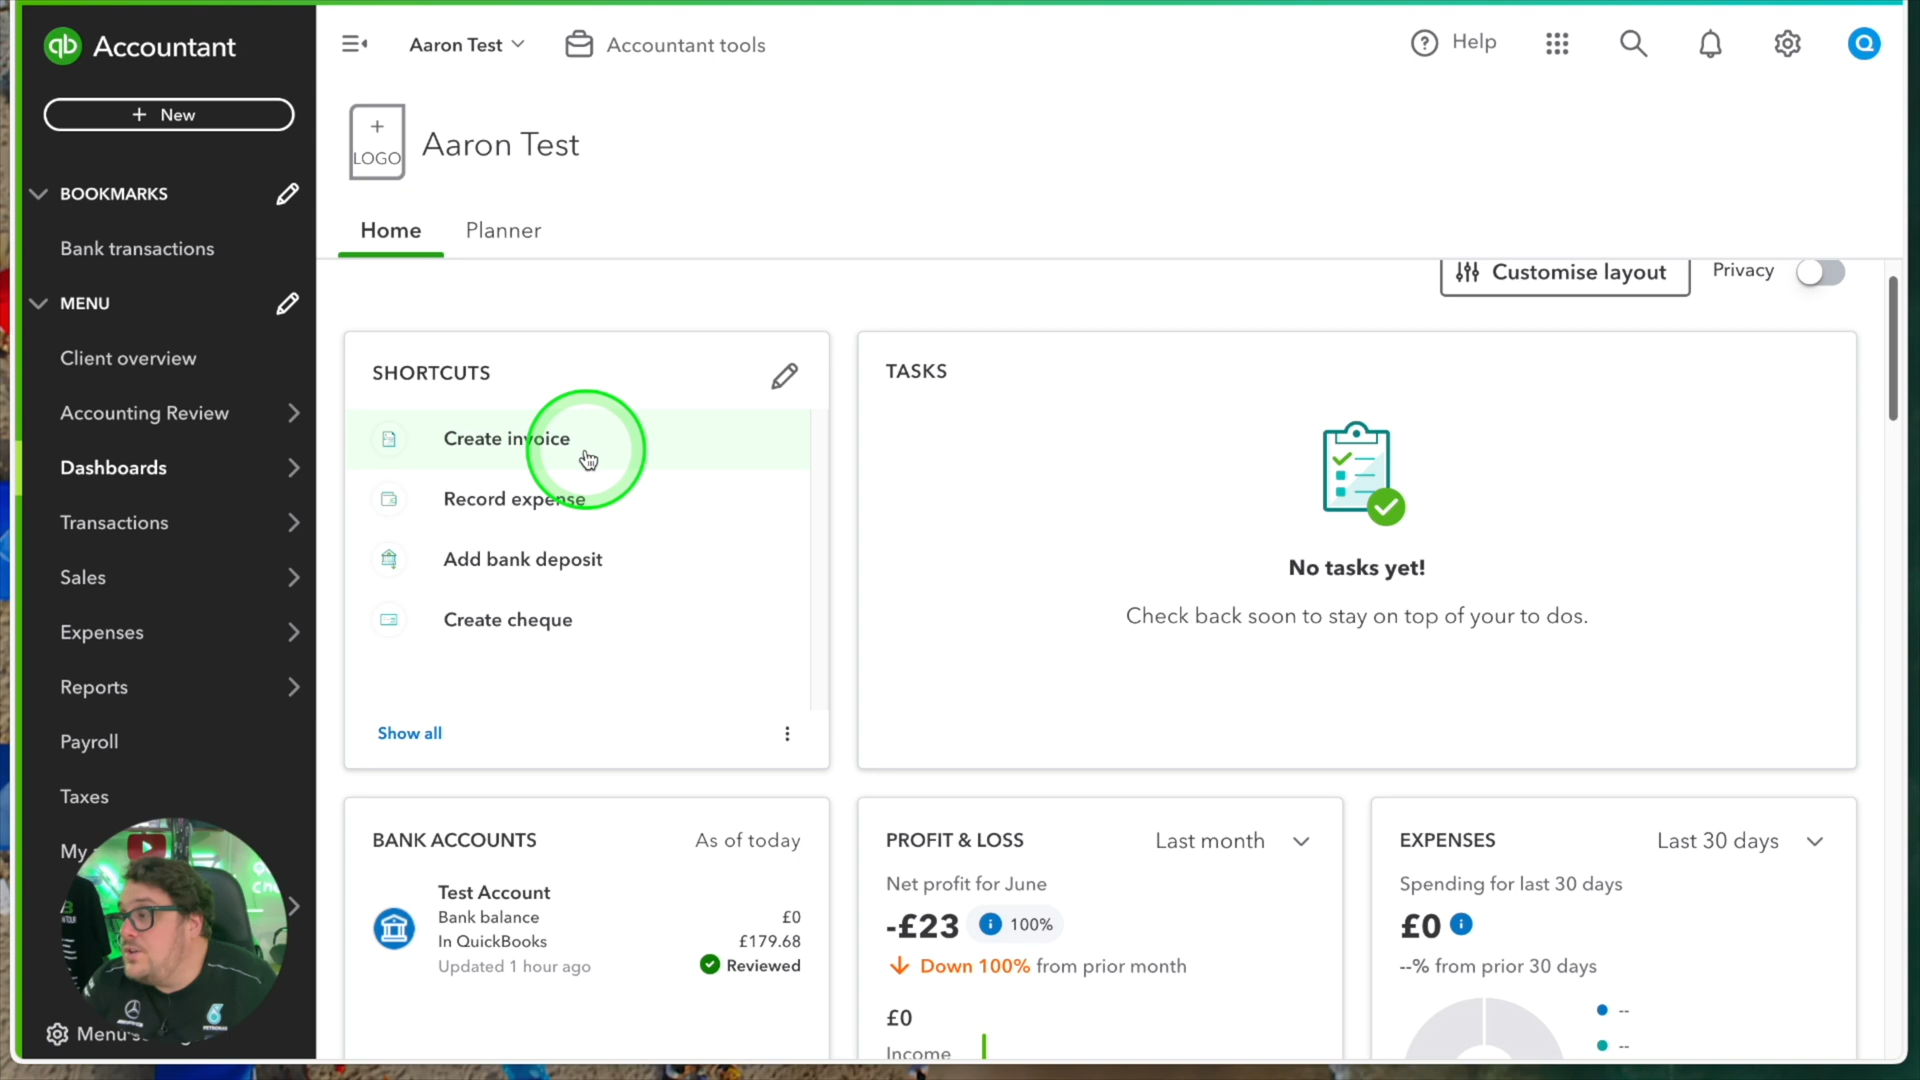 qb Accountant
+ New
BOOKMARKS
Bank transactions
MENU
Client overview
Accounting Review
Dashboards
Transactions
Sales
Expenses
Reports
Payroll
Taxes
My
Menu
Aaron Test
Accountant tools
Help
+
LOGO
Aaron Test
Home
Planner
Customise layout
Privacy
SHORTCUTS
Create invoice
Record expense
Add bank deposit
Create cheque
Show all
TASKS
No tasks yet!
Check back soon to stay on top of your to dos.
BANK ACCOUNTS
As of today
Test Account
Bank balance £0
In QuickBooks £179.68
Updated 1 hour ago Reviewed
PROFIT & LOSS
Last month
Net profit for June
-£23 100%
Down 100% from prior month
£0
Income
EXPENSES
Last 30 days
Spending for last 30 days
£0
--% from prior 30 days
--
--
PETRONAS